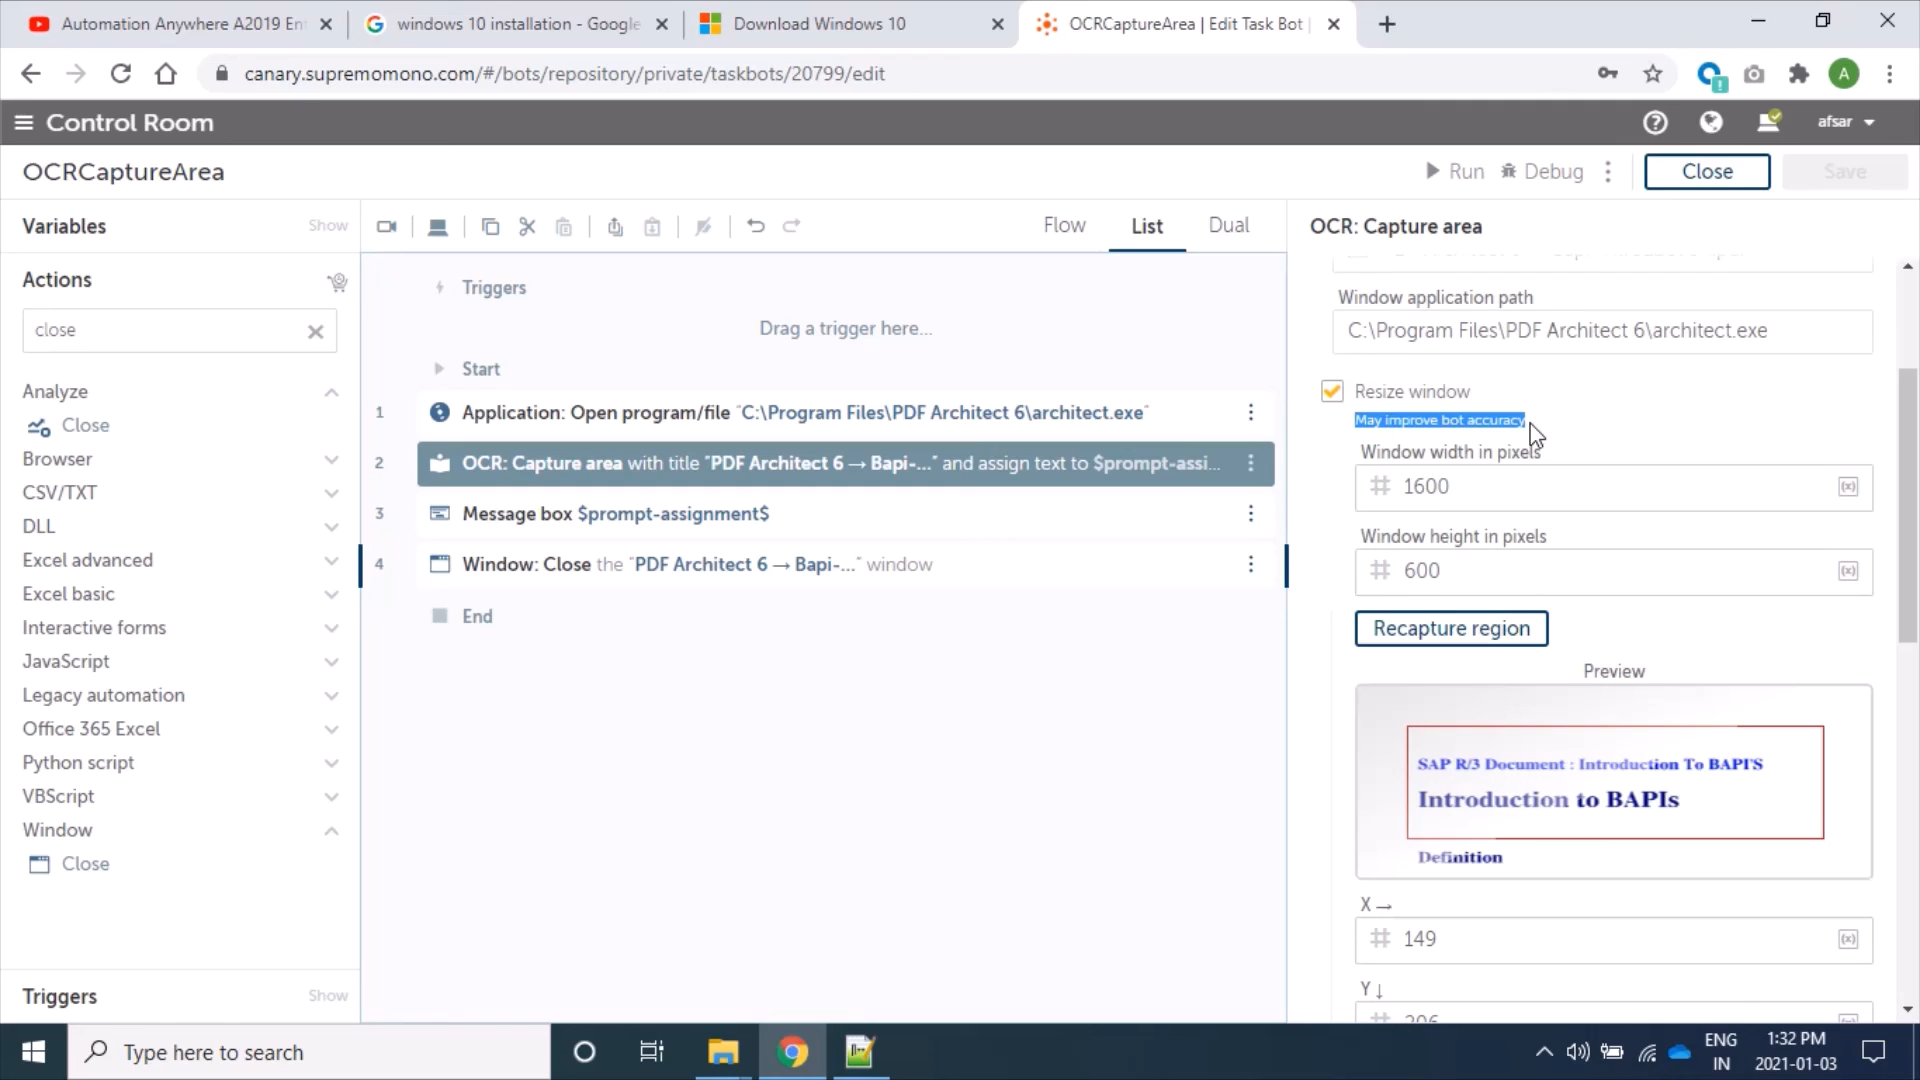 Automation Anywhere A2019 En
windows 10 installation - Google
Download Windows 10
OCRCaptureArea | Edit Task Bot |
canary.supremomono.com/#/bots/repository/private/taskbots/20799/edit
A
Control Room
afsar
OCRCaptureArea
Run
Debug
Close
Save
Variables
Show
Flow
List
Dual
OCR: Capture area
Actions
close
Analyze
Close
Browser
CSV/TXT
DLL
Excel advanced
Excel basic
Interactive forms
JavaScript
Legacy automation
Office 365 Excel
Python script
VBScript
Window
Close
Triggers
Show
Triggers
Drag a trigger here...
Start
1 Application: Open program/file "C:\Program Files\PDF Architect 6\architect.exe"
2 OCR: Capture area with title "PDF Architect 6 → Bapi-..." and assign text to $prompt-assi...
3 Message box $prompt-assignment$
4 Window: Close the "PDF Architect 6 → Bapi-..." window
End
Window application path
C:\Program Files\PDF Architect 6\architect.exe
Resize window
May improve bot accuracy
Window width in pixels
# 1600 (x)
Window height in pixels
# 600 (x)
Recapture region
Preview
SAP R/3 Document : Introduction To BAPI'S
Introduction to BAPIs
Definition
X →
# 149 (x)
Y ↓
Type here to search
ENG
IN
1:32 PM
2021-01-03